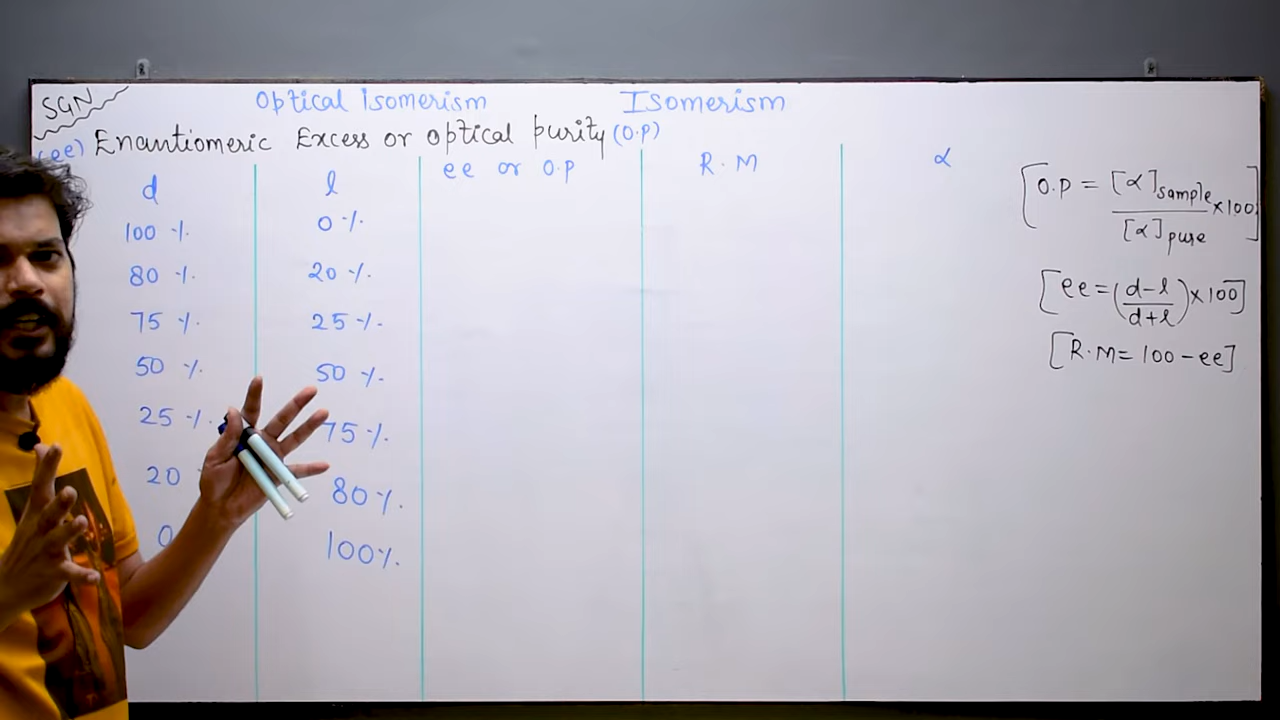 SGN
Optical Isomerism Isomerism
(ee) Enantiomeric Excess or optical purity (O.P)
d l ee or O.P R.M α
100 % 0 %
80 % 20 %
75 % 25 %
50 % 50 %
25 % 75 %
20 80 %
0 100 %
[O.P = [α]sample × 100]
[α]pure
[ee = (d-l / d+l) × 100]
[R.M = 100 - ee]